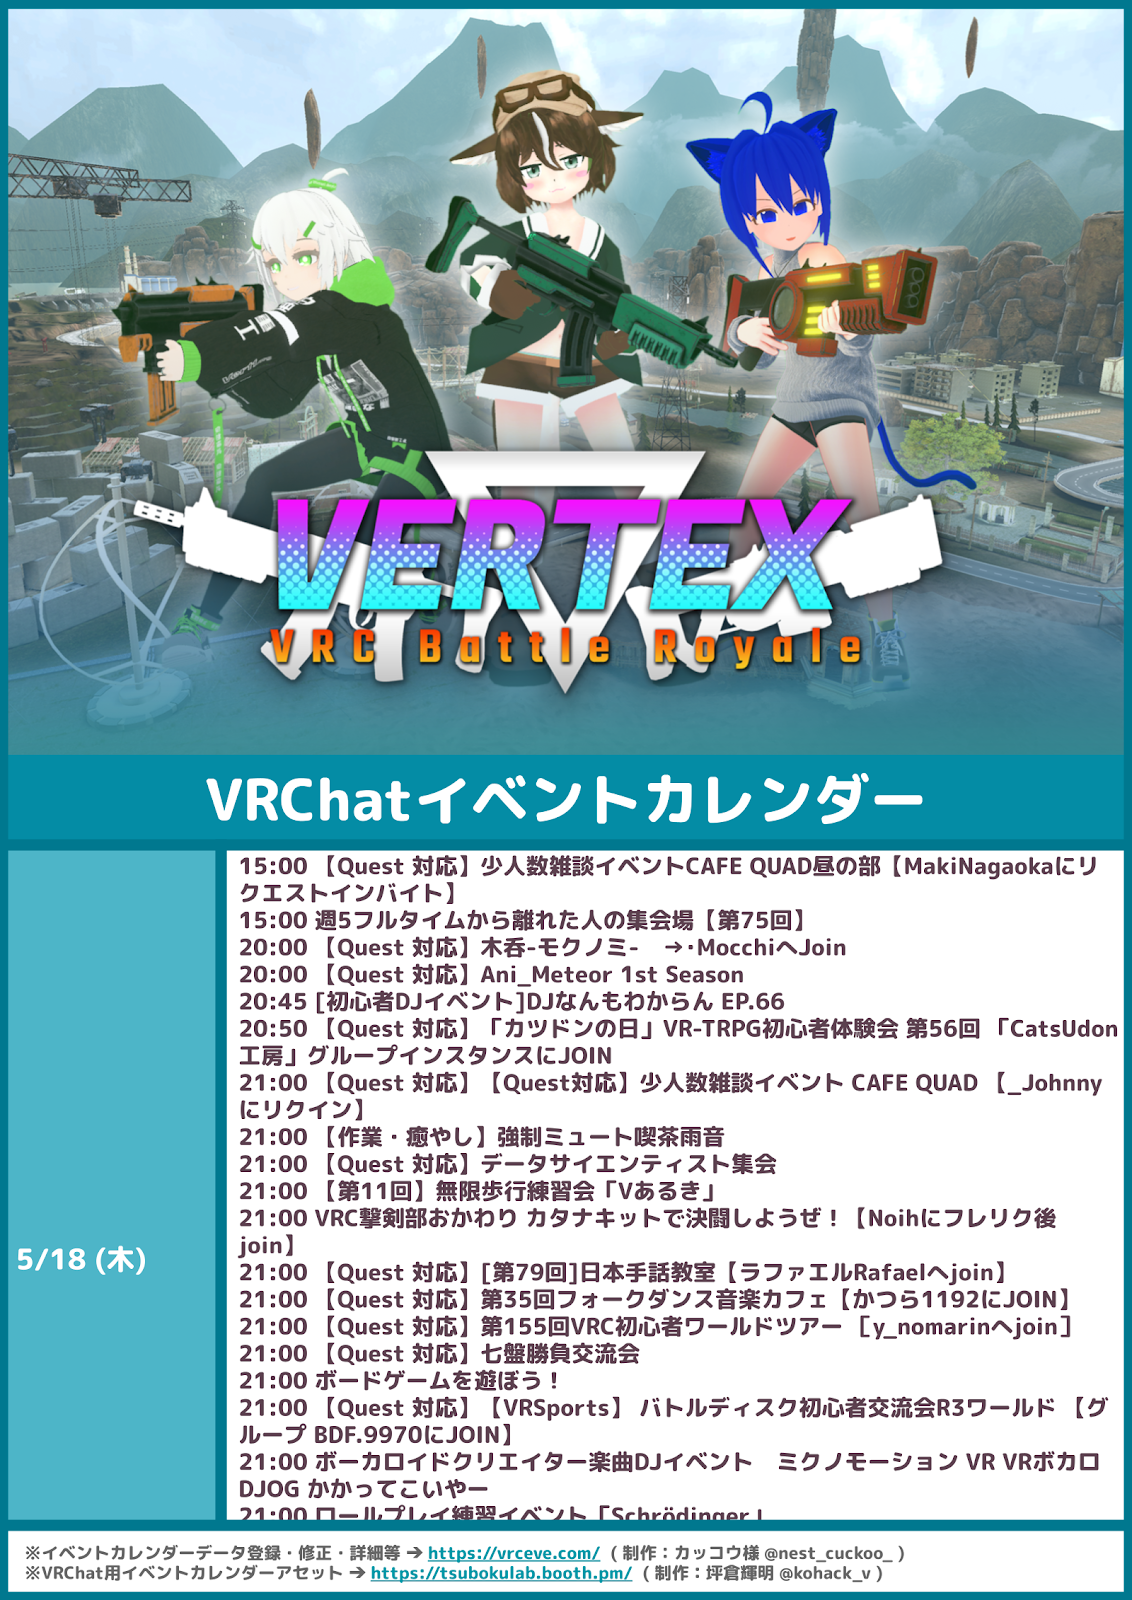 VERTEX
VRC Battle Royale
VRChatイベントカレンダー
5/18 (木)
15:00 【Quest 対応】少人数雑談イベントCAFE QUAD昼の部【MakiNagaokaにリ
クエストインバイト】
15:00 週5フルタイムから離れた人の集会場【第75回】
20:00 【Quest 対応】木呑-モクノミ-　→･MocchiへJoin
20:00 【Quest 対応】Ani_Meteor 1st Season
20:45 [初心者DJイベント]DJなんもわからん EP.66
20:50 【Quest 対応】「カツドンの日」VR-TRPG初心者体験会 第56回 「CatsUdon
工房」グループインスタンスにJOIN
21:00 【Quest 対応】【Quest対応】少人数雑談イベント CAFE QUAD 【_Johnny
にリクイン】
21:00 【作業・癒やし】強制ミュート喫茶雨音
21:00 【Quest 対応】データサイエンティスト集会
21:00 【第11回】無限歩行練習会「Vあるき」
21:00 VRC撃剣部おかわり カタナキットで決闘しようぜ！【Noihにフレリク後
join】
21:00 【Quest 対応】[第79回]日本手話教室【ラファエルRafaelへjoin】
21:00 【Quest 対応】第35回フォークダンス音楽カフェ【かつら1192にJOIN】
21:00 【Quest 対応】第155回VRC初心者ワールドツアー ［y_nomarinへjoin］
21:00 【Quest 対応】七盤勝負交流会
21:00 ボードゲームを遊ぼう！
21:00 【Quest 対応】【VRSports】 バトルディスク初心者交流会R3ワールド 【グ
ループ BDF.9970にJOIN】
21:00 ボーカロイドクリエイター楽曲DJイベント　ミクノモーション VR VRボカロ
DJOG かかってこいやー
21:00 ロールプレイ練習イベント「Schrödinger」
※イベントカレンダーデータ登録・修正・詳細等 ➔ https://vrceve.com/ ( 制作：カッコウ様 @nest_cuckoo_ )
※VRChat用イベントカレンダーアセット ➔ https://tsubokulab.booth.pm/ ( 制作：坪倉輝明 @kohack_v )